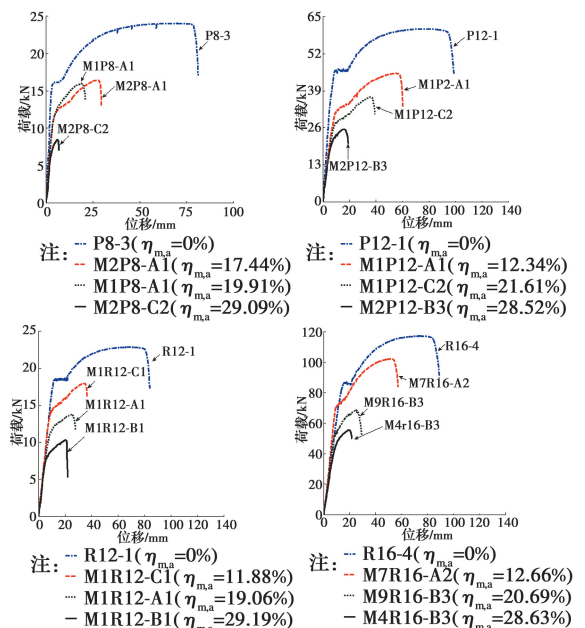 25
20
15
10
5
0
荷载/kN
P8-3
M1P8-A1
M2P8-A1
M2P8-C2
0 25 50 75 100
位移/mm
注: P8-3(ηm,a=0%)
M2P8-A1(ηm,a=17.44%)
M1P8-A1(ηm,a=19.91%)
M2P8-C2(ηm,a=29.09%)
65
52
39
26
13
0
荷载/kN
P12-1
M1P2-A1
M1P12-C2
M2P12-B3
0 20 40 60 80 100 120 140
位移/mm
注: P12-1(ηm,a=0%)
M1P12-A1(ηm,a=12.34%)
M1P12-C2(ηm,a=21.61%)
M2P12-B3(ηm,a=28.52%)
25
20
15
10
5
0
荷载/kN
R12-1
M1R12-C1
M1R12-A1
M1R12-B1
0 20 40 60 80 100 120 140
位移/mm
注: R12-1(ηm,a=0%)
M1R12-C1(ηm,a=11.88%)
M1R12-A1(ηm,a=19.06%)
M1R12-B1(ηm,a=29.19%)
120
100
80
60
40
20
0
荷载/kN
R16-4
M7R16-A2
M9R16-B3
M4r16-B3
0 20 40 60 80 100 120 140
位移/mm
注: R16-4(ηm,a=0%)
M7R16-A2(ηm,a=12.66%)
M9R16-B3(ηm,a=20.69%)
M4R16-B3(ηm,a=28.63%)